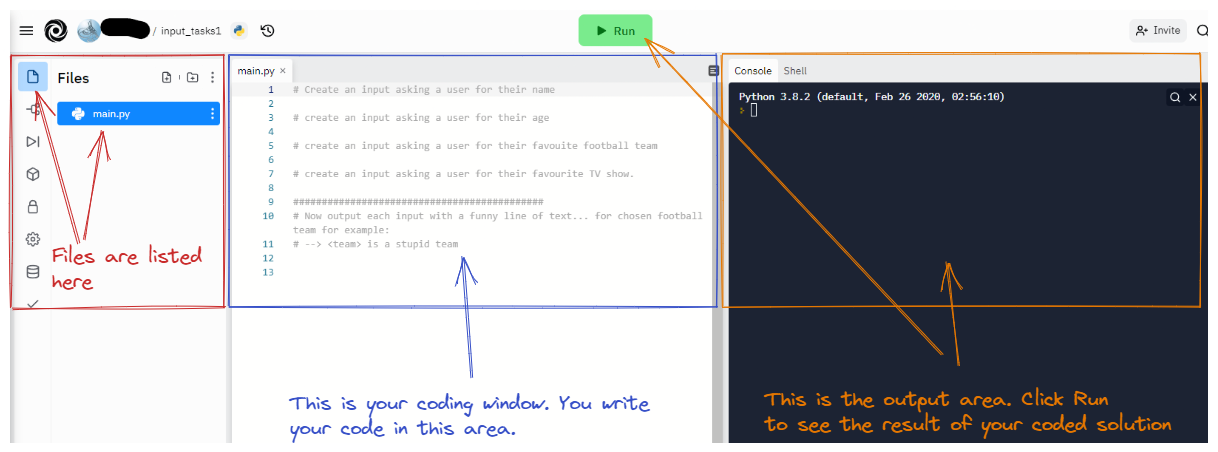 / input_tasks1
Run
Invite
Files
main.py
Files are listed
here
main.py ×
1 # Create an input asking a user for their name
2
3 # create an input asking a user for their age
4
5 # create an input asking a user for their favouite football team
6
7 # create an input asking a user for their favourite TV show.
8
9 ############################################
10 # Now output each input with a funny line of text... for chosen football
team for example:
11 # --> <team> is a stupid team
12
13
This is your coding window. You write
your code in this area.
Console Shell
Python 3.8.2 (default, Feb 26 2020, 02:56:10)
This is the output area. Click Run
to see the result of your coded solution